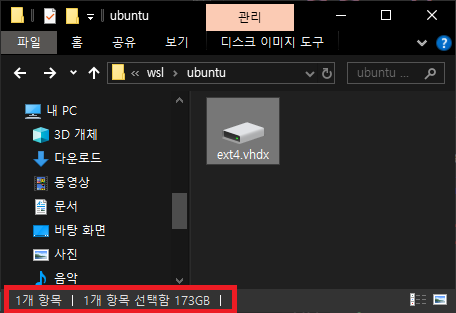 ubuntu
관리
파일
홈
공유
보기
디스크 이미지 도구
« wsl › ubuntu
ubuntu ...
내 PC
3D 개체
다운로드
동영상
문서
바탕 화면
사진
음악
ext4.vhdx
1개 항목
1개 항목 선택함 173GB